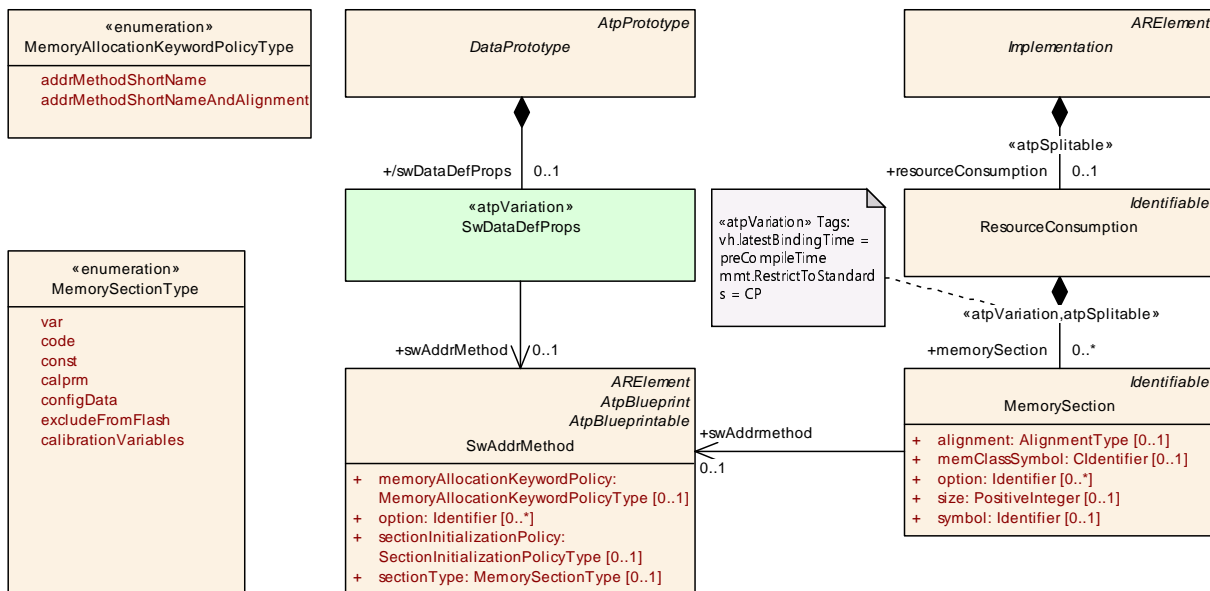 «enumeration»
MemoryAllocationKeywordPolicyType
addrMethodShortName
addrMethodShortNameAndAlignment
AtpPrototype
DataPrototype
ARElement
Implementation
«atpSplitable»
+/swDataDefProps 0..1
+resourceConsumption 0..1
«atpVariation»
SwDataDefProps
«atpVariation» Tags:
vh.latestBindingTime =
preCompileTime
mmt.RestrictToStandard
s = CP
Identifiable
ResourceConsumption
«enumeration»
MemorySectionType
var
code
const
calprm
configData
excludeFromFlash
calibrationVariables
«atpVariation,atpSplitable»
+swAddrMethod 0..1
+memorySection 0..*
ARElement
AtpBlueprint
AtpBlueprintable
SwAddrMethod
+ memoryAllocationKeywordPolicy:
MemoryAllocationKeywordPolicyType [0..1]
+ option: Identifier [0..*]
+ sectionInitializationPolicy:
SectionInitializationPolicyType [0..1]
+ sectionType: MemorySectionType [0..1]
+swAddrmethod
0..1
Identifiable
MemorySection
+ alignment: AlignmentType [0..1]
+ memClassSymbol: CIdentifier [0..1]
+ option: Identifier [0..*]
+ size: PositiveInteger [0..1]
+ symbol: Identifier [0..1]